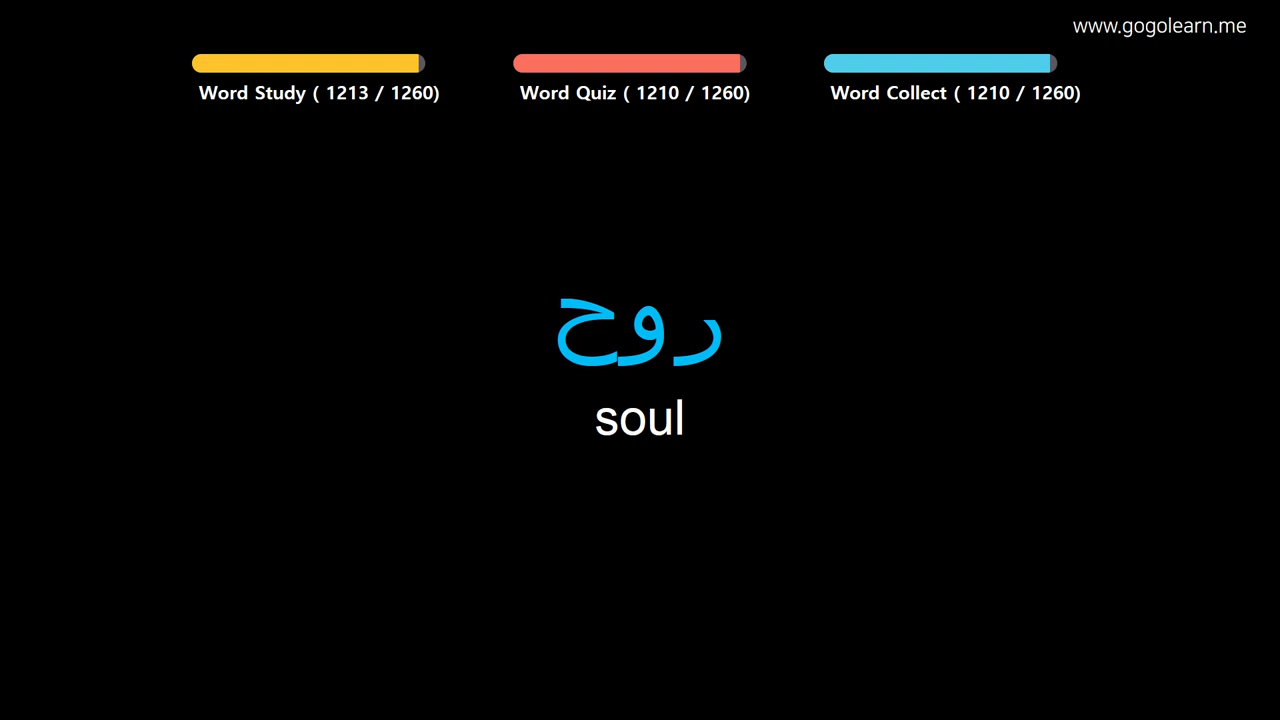 www.gogolearn.me
Word Study ( 1213 / 1260)
Word Quiz ( 1210 / 1260)
Word Collect ( 1210 / 1260)
روح
soul